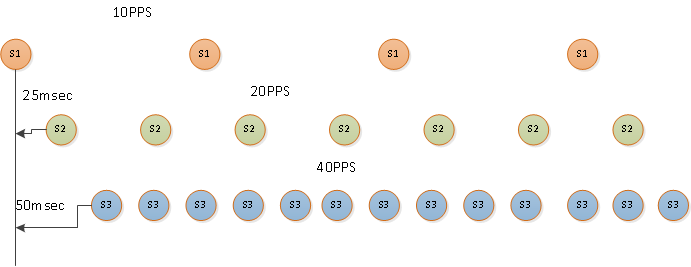 10PPS
S1 S1 S1 S1
25msec
20PPS
S2 S2 S2 S2 S2 S2 S2
40PPS
50msec
S3 S3 S3 S3 S3 S3 S3 S3 S3 S3 S3 S3 S3